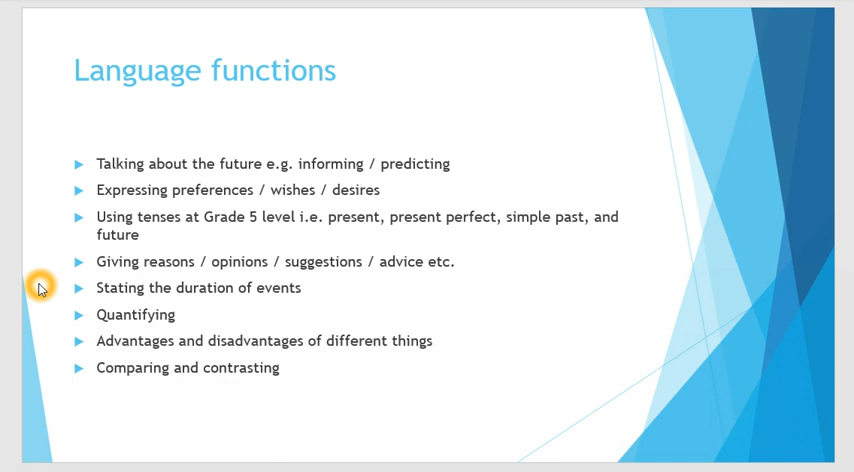 Language functions
Talking about the future e.g. informing / predicting
Expressing preferences / wishes / desires
Using tenses at Grade 5 level i.e. present, present perfect, simple past, and
future
Giving reasons / opinions / suggestions / advice etc.
Stating the duration of events
Quantifying
Advantages and disadvantages of different things
Comparing and contrasting